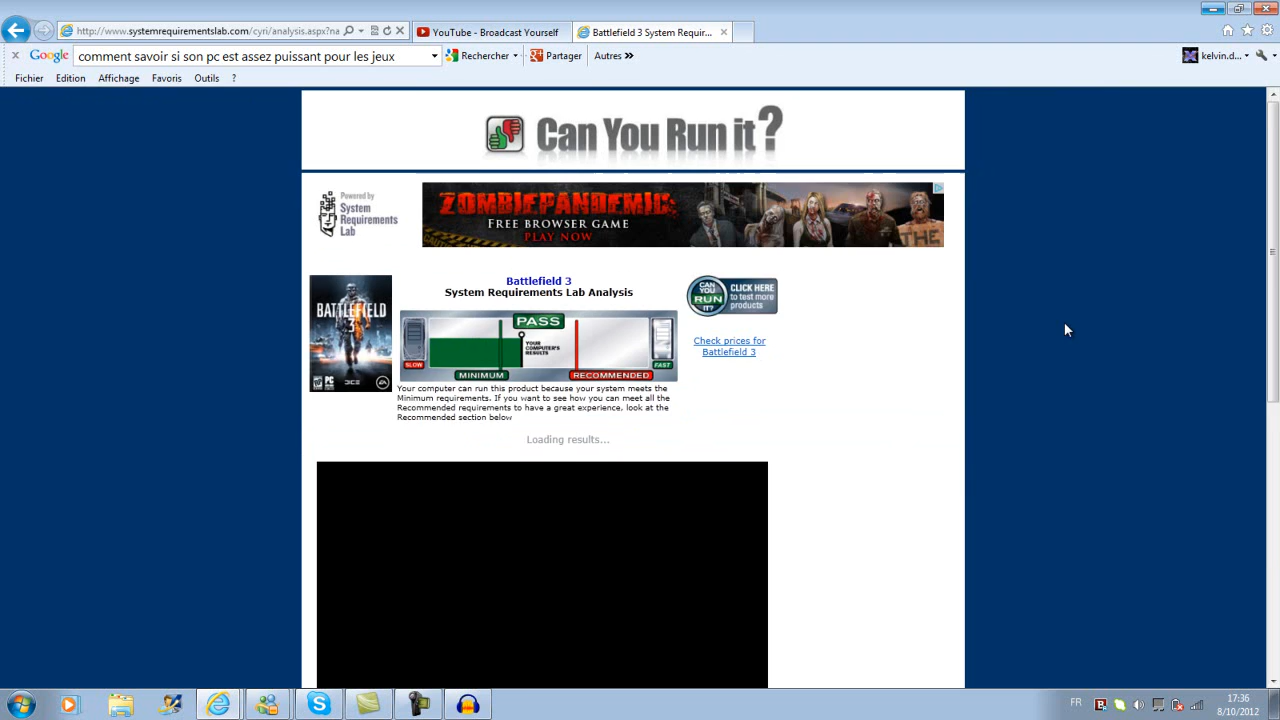 http://www.systemrequirementslab.com/cyri/analysis.aspx?na
YouTube - Broadcast Yourself
Battlefield 3 System Requir...
Google
comment savoir si son pc est assez puissant pour les jeux
Rechercher
Partager
Autres »
kelvin.d...
Fichier Edition Affichage Favoris Outils ?
Can You Run it?
Powered by
System
Requirements
Lab
ZOMBIEPANDEMIC
FREE BROWSER GAME
PLAY NOW
THE
BATTLEFIELD
3
PC
DICE
EA
Battlefield 3
System Requirements Lab Analysis
PASS
YOUR
COMPUTER'S
RESULTS
SLOW
FAST
MINIMUM
RECOMMENDED
CAN
YOU
RUN
IT?
CLICK HERE
to test more
products
Check prices for
Battlefield 3
Your computer can run this product because your system meets the
Minimum requirements. If you want to see how you can meet all the
Recommended requirements to have a great experience. look at the
Recommended section below
Loading results...
FR
17:36
8/10/2012